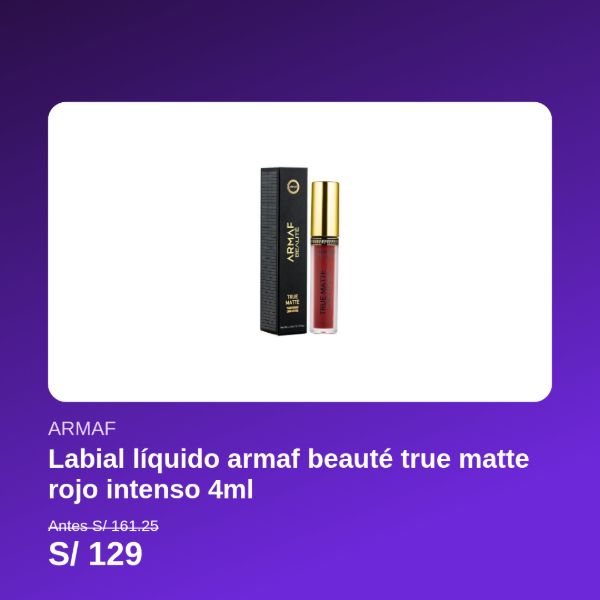 ARMAF
BEAUTÉ
TRUE
MATTE
TRUE MATTE
ARMAF
Labial líquido armaf beauté true matte
rojo intenso 4ml
Antes S/ 161.25
S/ 129